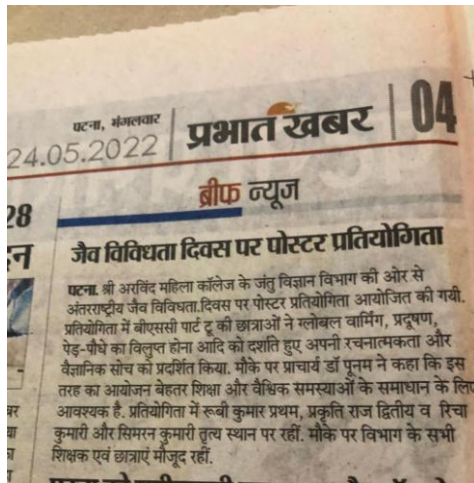 पटना, मंगलवार
24.05.2022
प्रभात खबर
04
ब्रीफ न्यूज
28
इन
जैव विविधता दिवस पर पोस्टर प्रतियोगिता
पटना. श्री अरविंद महिला कॉलेज के जंतु विज्ञान विभाग की ओर से
अंतरराष्ट्रीय जैव विविधता.दिवस पर पोस्टर प्रतियोगिता आयोजित की गयी.
प्रतियोगिता में बीएससी पार्ट टू की छात्राओं ने ग्लोबल वार्मिंग, प्रदूषण,
पेड़-पौधे का विलुप्त होना आदि को दर्शाते हुए अपनी रचनात्मकता और
वैज्ञानिक सोच को प्रदर्शित किया. मौके पर प्राचार्य डॉ पूनम ने कहा कि इस
तरह का आयोजन बेहतर शिक्षा और वैश्विक समस्याओं के समाधान के लिए
आवश्यक है. प्रतियोगिता में रूबी कुमार प्रथम, प्रकृति राज द्वितीय व रिचा
कुमारी और सिमरन कुमारी तृत्य स्थान पर रहीं. मौके पर विभाग के सभी
शिक्षक एवं छात्राएं मौजूद रहीं.